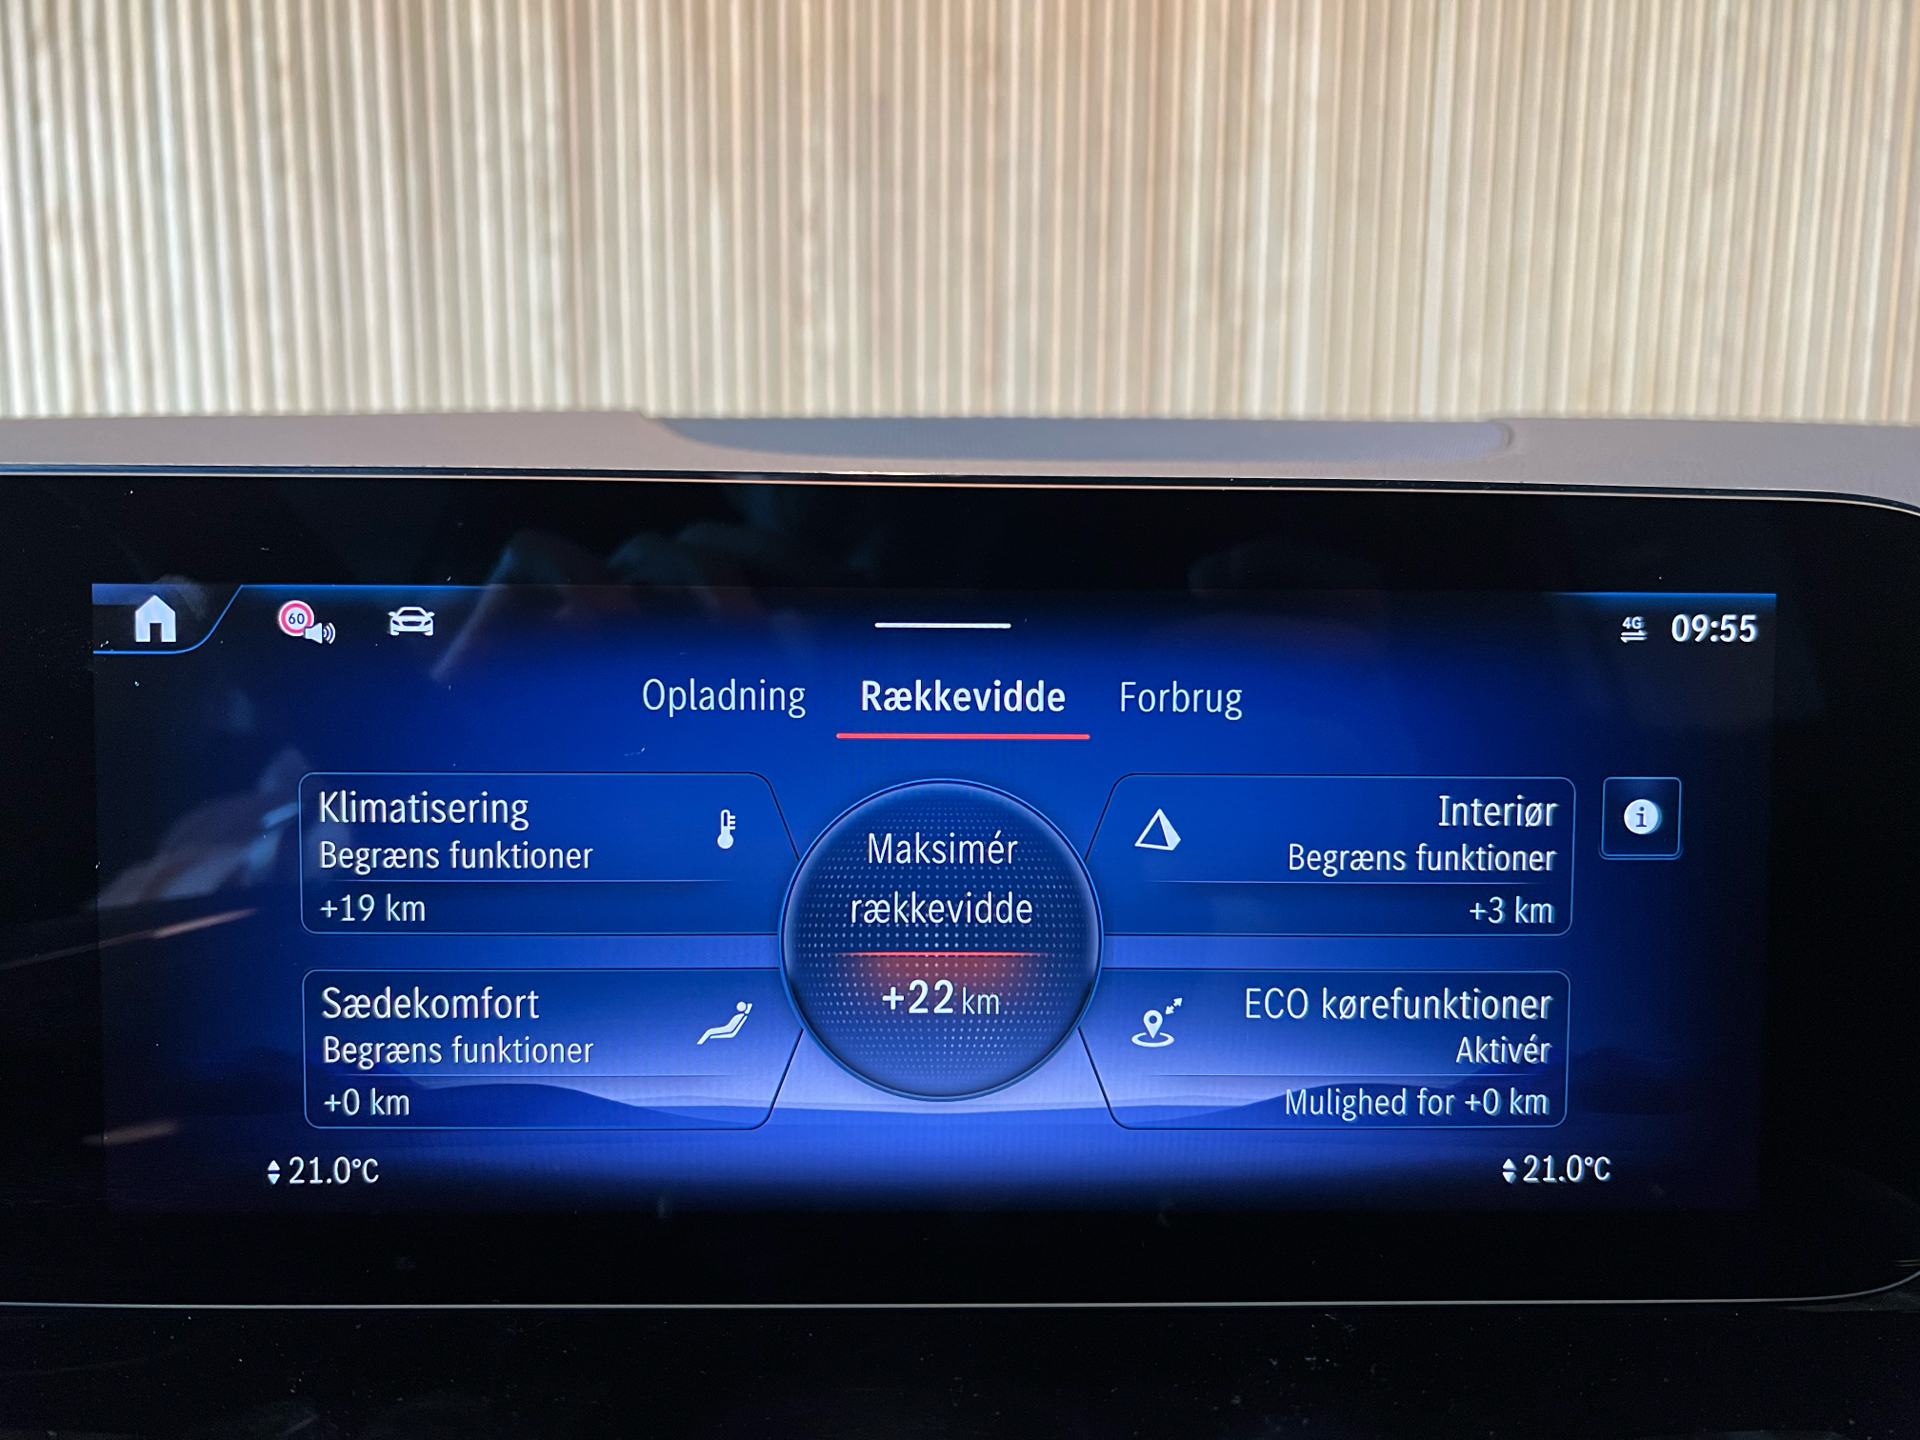 60
4G
09:55
Opladning
Rækkevidde
Forbrug
Klimatisering
Begræns funktioner
+19 km
Maksimér
rækkevidde
+22 km
Interiør
Begræns funktioner
+3 km
i
Sædekomfort
Begræns funktioner
+0 km
ECO kørefunktioner
Aktivér
Mulighed for +0 km
21.0°C
21.0°C